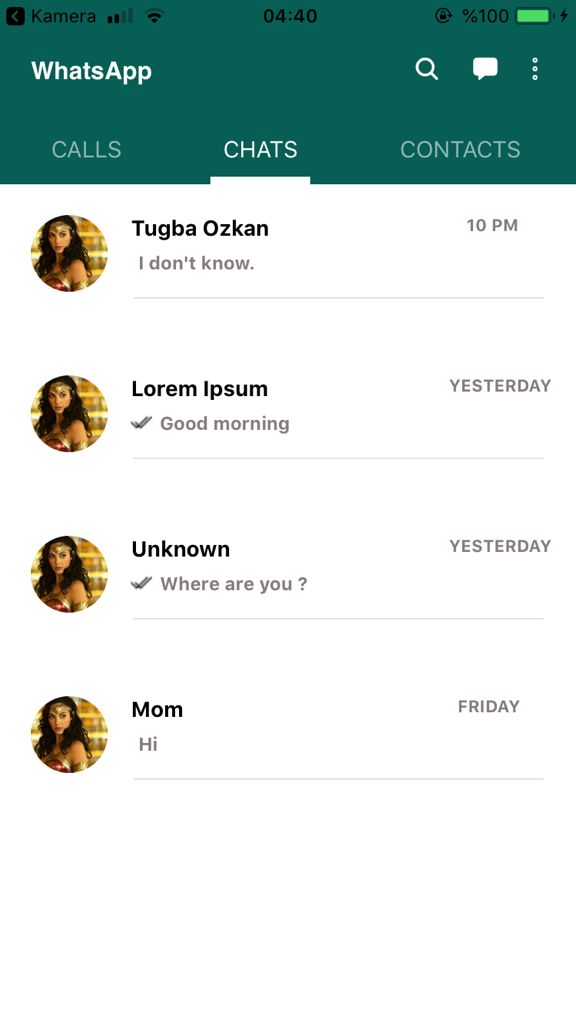 Kamera 04:40 %100
WhatsApp
CALLS CHATS CONTACTS
Tugba Ozkan 10 PM
I don't know.
Lorem Ipsum YESTERDAY
Good morning
Unknown YESTERDAY
Where are you ?
Mom FRIDAY
Hi